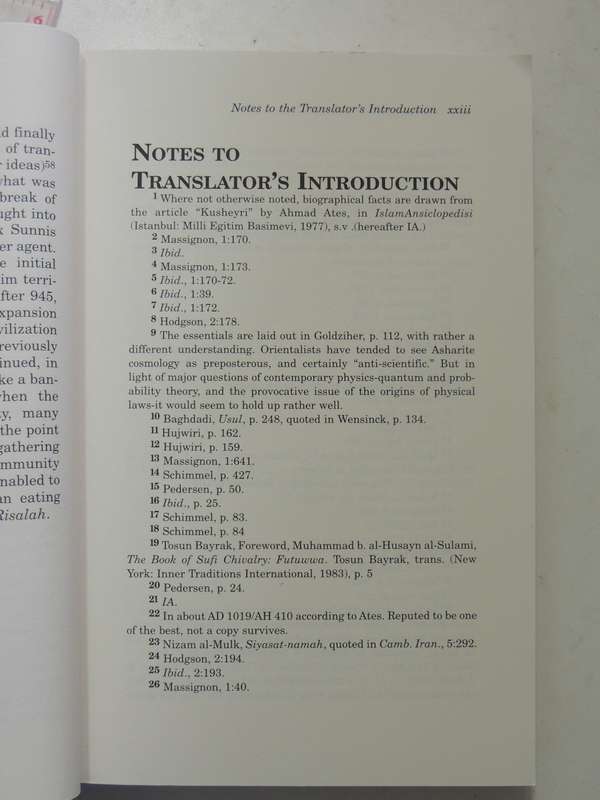 6
d finally
of tran-
ideas)58
what was
break of
ught into
Sunnis
er agent.
initial
im terri-
fter 945,
xpansion
vilization
reviously
inued, in
ke a ban-
when the
ty, many
the point
gathering
ommunity
nabled to
an eating
Risalah.
Notes to the Translator's Introduction xxiii
NOTES TO
TRANSLATOR'S INTRODUCTION
1 Where not otherwise noted, biographical facts are drawn from
the article “Kusheyri” by Ahmad Ates, in IslamAnsiclopedisi
(Istanbul: Milli Egitim Basimevi, 1977), s.v .(hereafter IA.)
2 Massignon, 1:170.
3 Ibid.
4 Massignon, 1:173.
5 Ibid., 1:170-72.
6 Ibid., 1:39.
7 Ibid., 1:172.
8 Hodgson, 2:178.
9 The essentials are laid out in Goldziher, p. 112, with rather a
different understanding. Orientalists have tended to see Asharite
cosmology as preposterous, and certainly “anti-scientific.” But in
light of major questions of contemporary physics-quantum and prob-
ability theory, and the provocative issue of the origins of physical
laws-it would seem to hold up rather well.
10 Baghdadi, Usul, p. 248, quoted in Wensinck, p. 134.
11 Hujwiri, p. 162.
12 Hujwiri, p. 159.
13 Massignon, 1:641.
14 Schimmel, p. 427.
15 Pedersen, p. 50.
16 Ibid., p. 25.
17 Schimmel, p. 83.
18 Schimmel, p. 84
19 Tosun Bayrak, Foreword, Muhammad b. al-Husayn al-Sulami,
The Book of Sufi Chivalry: Futuwwa. Tosun Bayrak, trans. (New
York: Inner Traditions International, 1983), p. 5
20 Pedersen, p. 24.
21 IA.
22 In about AD 1019/AH 410 according to Ates. Reputed to be one
of the best, not a copy survives.
23 Nizam al-Mulk, Siyasat-namah, quoted in Camb. Iran., 5:292.
24 Hodgson, 2:194.
25 Ibid., 2:193.
26 Massignon, 1:40.